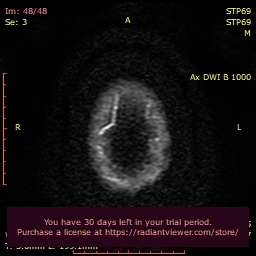 Im: 48/48
Se: 3
A
STP69
STP69
M
Ax DWI B 1000
R
L
You have 30 days left in your trial period.
Purchase a license at https://radiantviewer.com/store/